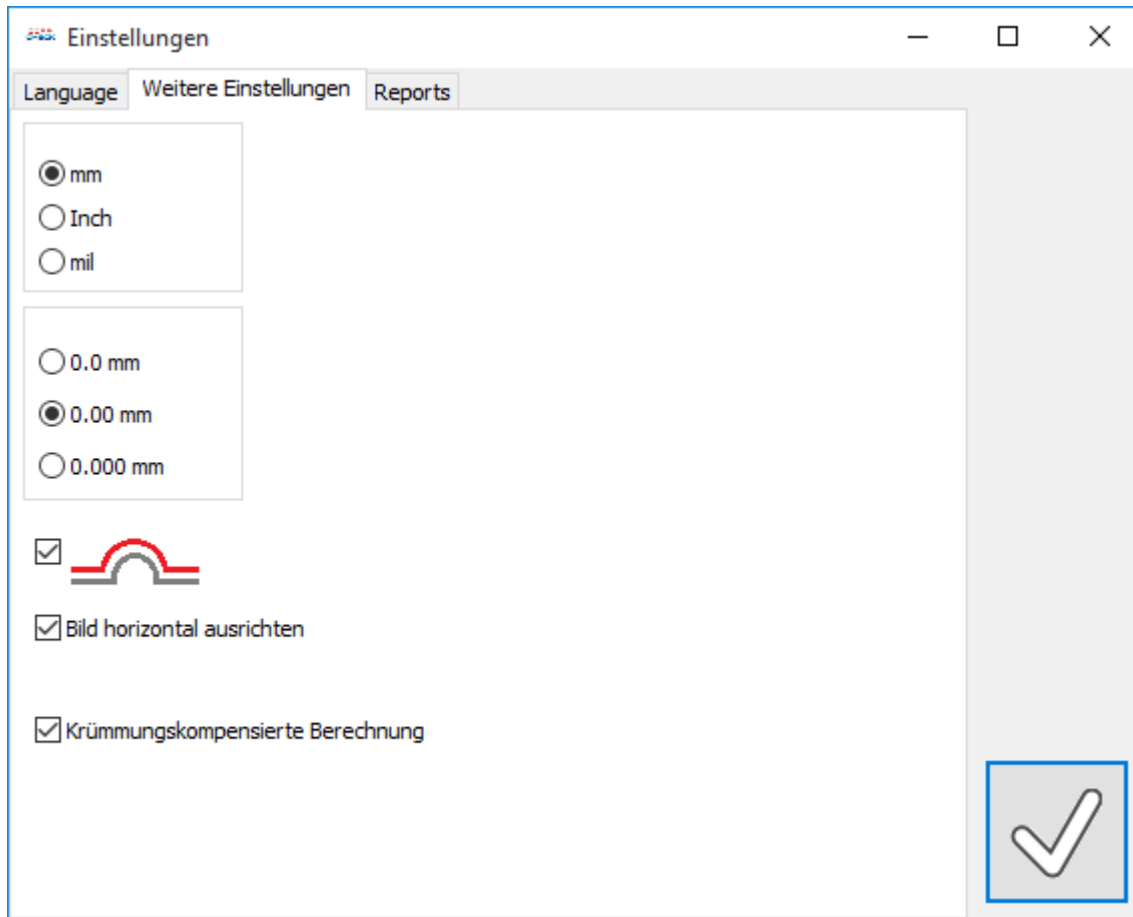 Einstellungen
Language Weitere Einstellungen Reports
mm
Inch
mil
0.0 mm
0.00 mm
0.000 mm
Bild horizontal ausrichten
Krümmungskompensierte Berechnung